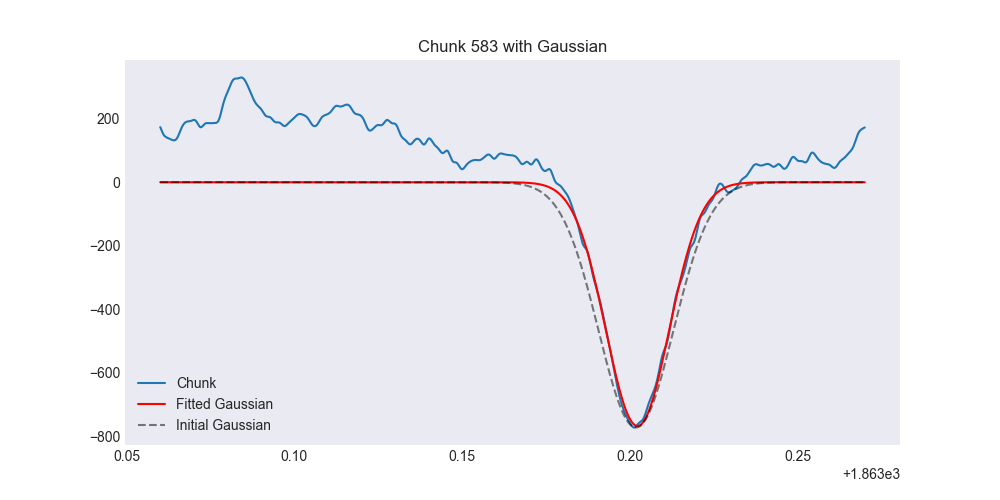 Chunk 583 with Gaussian
200
0
−200
−400
−600
−800
Chunk
Fitted Gaussian
Initial Gaussian
0.05 0.10 0.15 0.20 0.25
+1.863e3